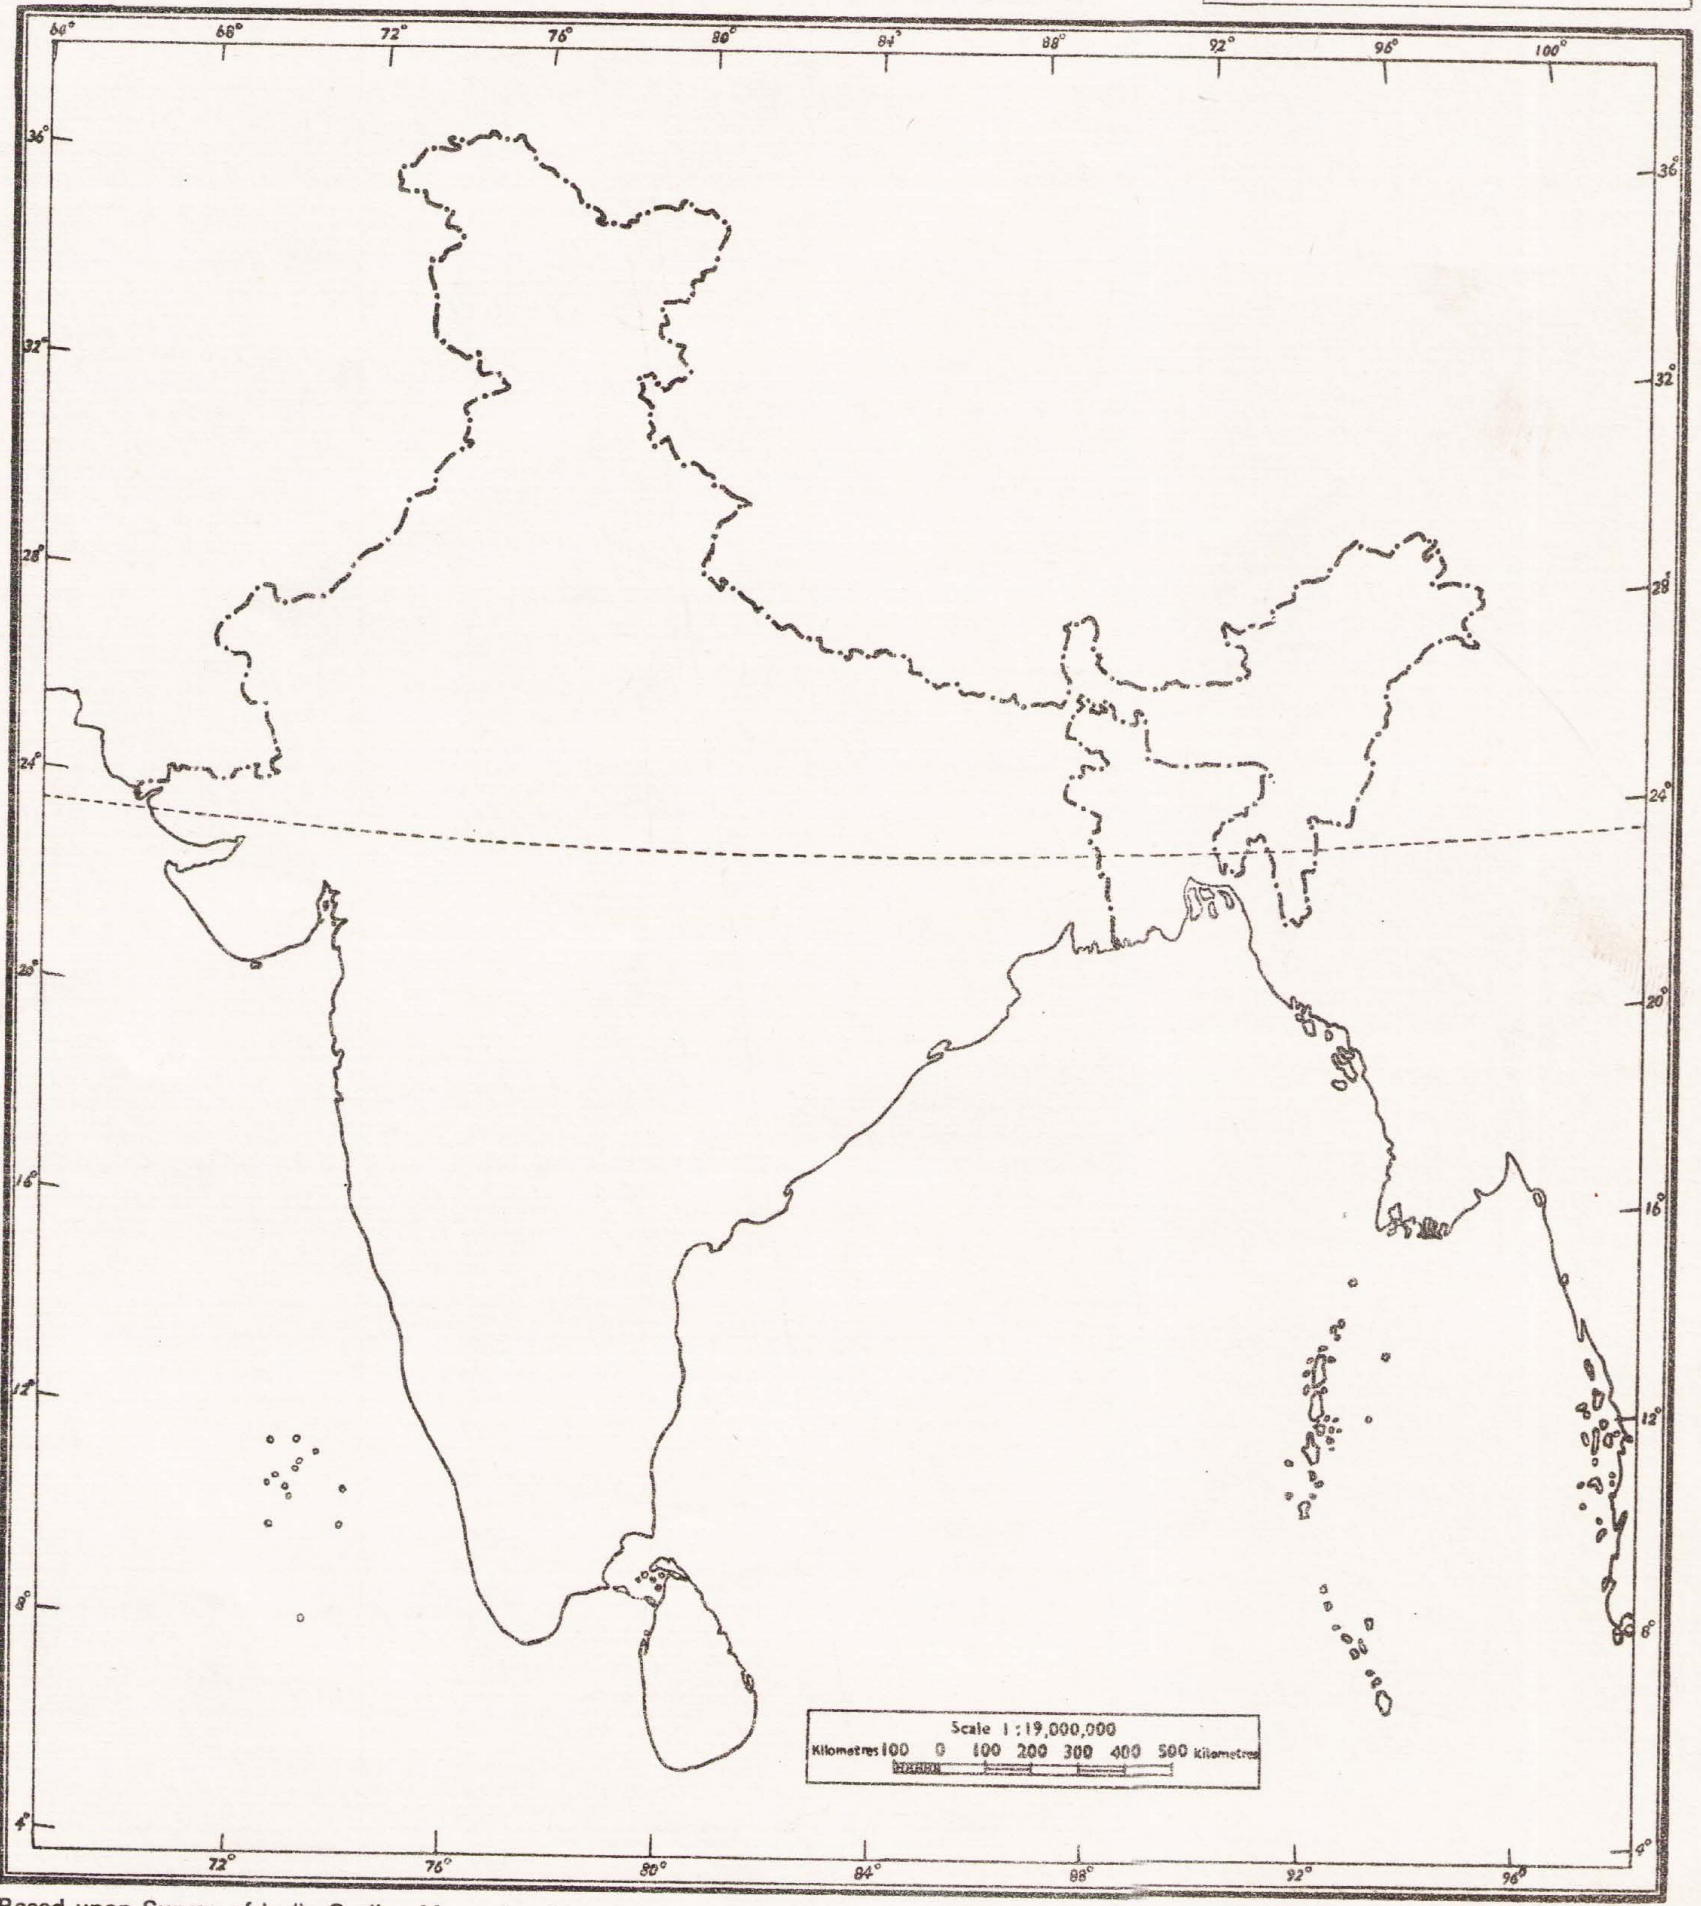 64° 68° 72° 76° 80° 84° 88° 92° 96° 100°
36° 36°
32° 32°
28° 28°
24° 24°
20° 20°
16° 16°
12° 12°
8° 8°
Scale 1:19,000,000
Kilometres 100 0 100 200 300 400 500 Kilometres
4° 4°
72° 76° 80° 84° 88° 92° 96°
Based upon Survey of India Outline